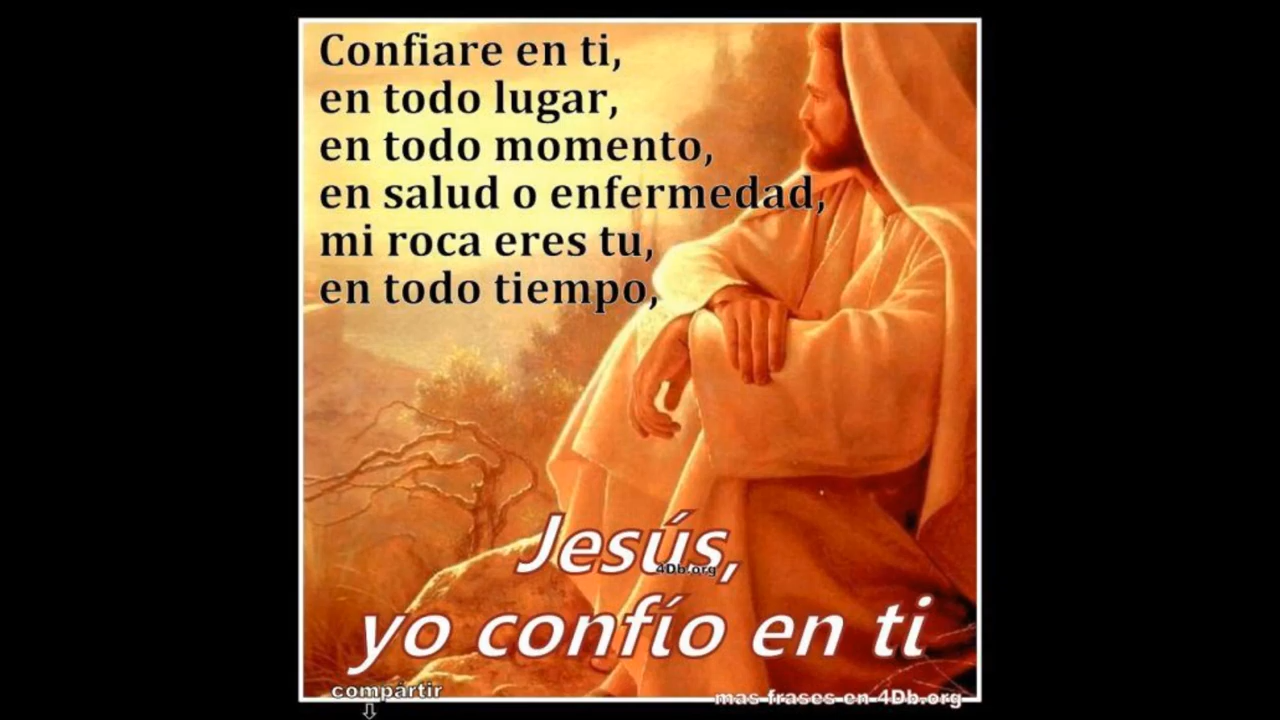 Confiare en ti,
en todo lugar,
en todo momento,
en salud o enfermedad,
mi roca eres tu,
en todo tiempo,
Jesús,
4Db.org
yo confío en ti
compártir
mas frases en 4Db.org